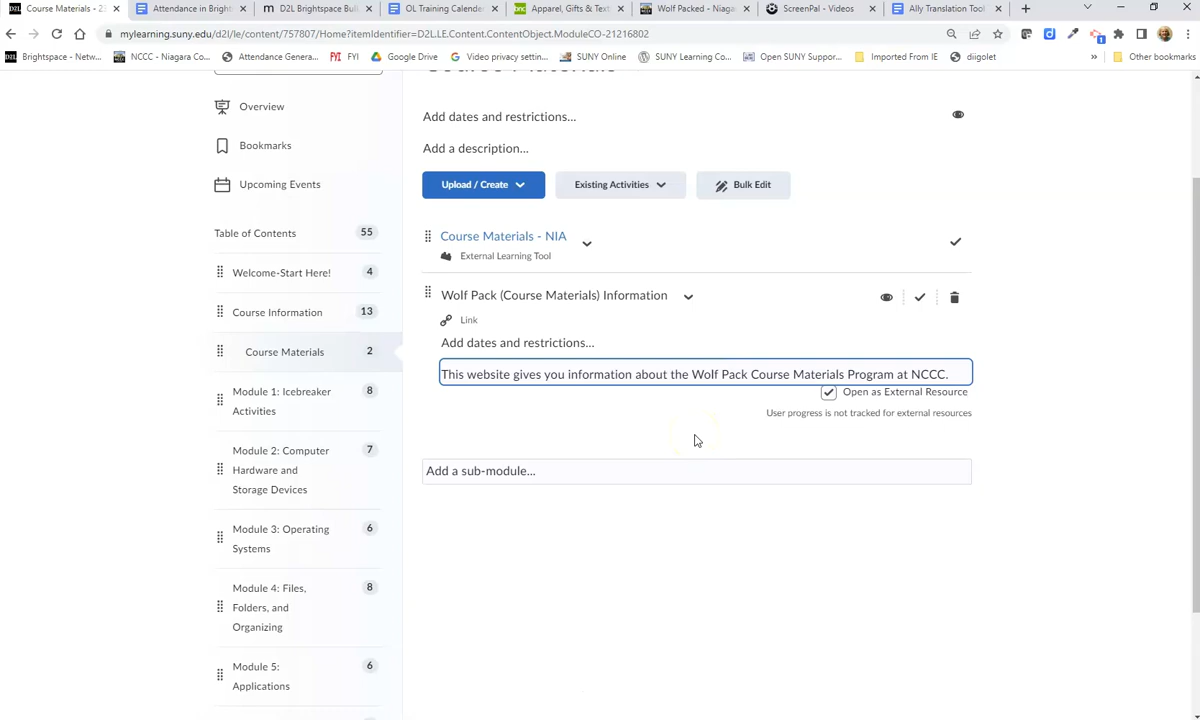 Course Materials - 23
Attendance in Bright
D2L Brightspace Bui
OL Training Calende
Apparel, Gifts & Text
Wolf Packed - Niaga
ScreenPal - Videos
Ally Translation Tool
mylearning.suny.edu/d2l/le/content/757807/Home?itemIdentifier=D2L.LE.Content.ContentObject.ModuleCO-21216802
Brightspace - Netw...
NCCC - Niagara Co...
Attendance Genera...
FYI
Google Drive
Video privacy settin...
SUNY Online
SUNY Learning Co...
Open SUNY Suppor...
Imported From IE
diigolet
Other bookmarks
Course Materials
Overview
Add dates and restrictions...
Bookmarks
Add a description...
Upcoming Events
Upload / Create
Existing Activities
Bulk Edit
Table of Contents 55
Course Materials - NIA
External Learning Tool
Welcome-Start Here! 4
Course Information 13
Wolf Pack (Course Materials) Information
Link
Add dates and restrictions...
Course Materials 2
This website gives you information about the Wolf Pack Course Materials Program at NCCC.
Open as External Resource
User progress is not tracked for external resources
Module 1: Icebreaker 8
Activities
Module 2: Computer 7
Hardware and
Storage Devices
Add a sub-module...
Module 3: Operating 6
Systems
Module 4: Files, 8
Folders, and
Organizing
Module 5: 6
Applications